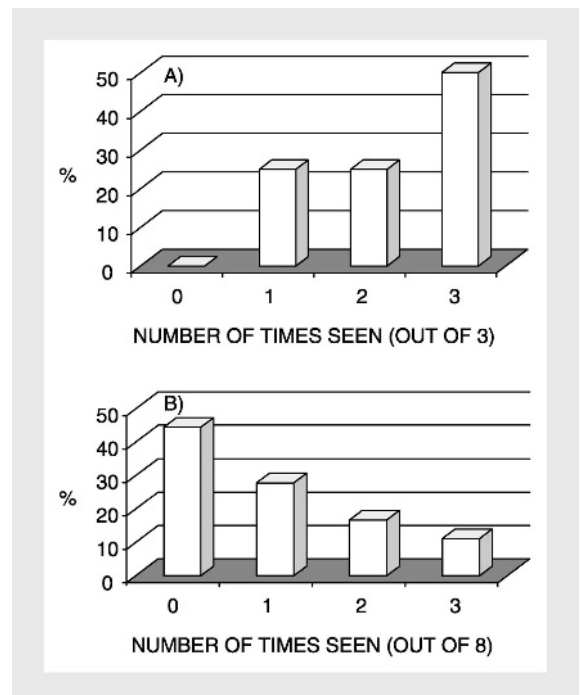 A)
50
40
30
%
20
10
0
0 1 2 3
NUMBER OF TIMES SEEN (OUT OF 3)
B)
50
40
30
%
20
10
0
0 1 2 3
NUMBER OF TIMES SEEN (OUT OF 8)